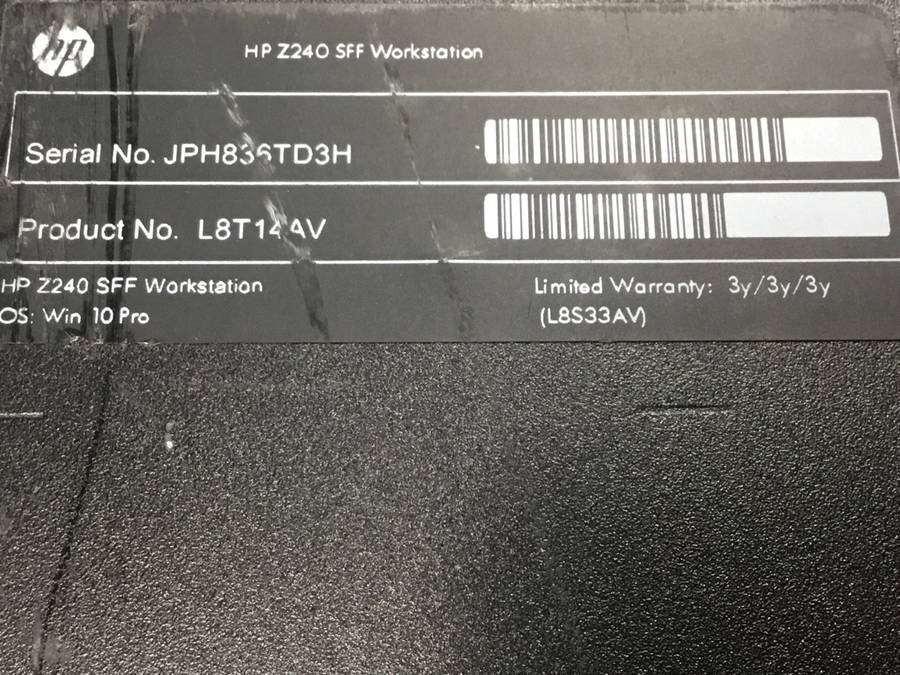 hp
HP Z240 SFF Workstation
Serial No. JPH836TD3H
Product No. L8T14AV
HP Z240 SFF Workstation
OS: Win 10 Pro
Limited Warranty: 3y/3y/3y
(L8S33AV)